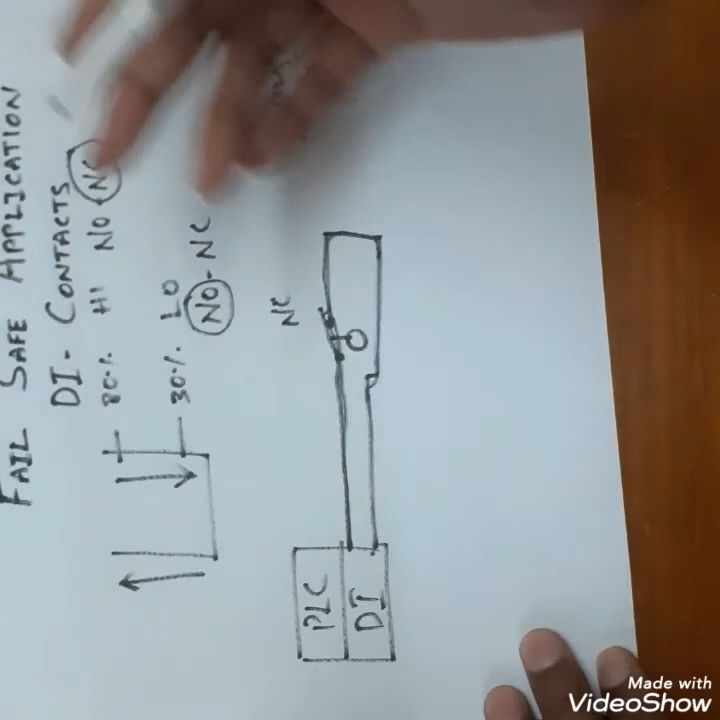 FAIL SAFE APPLICATION
DI - CONTACTS
80% HI NO NC
30% LO
NO - NC
NC
PLC
DI
Made with
VideoShow